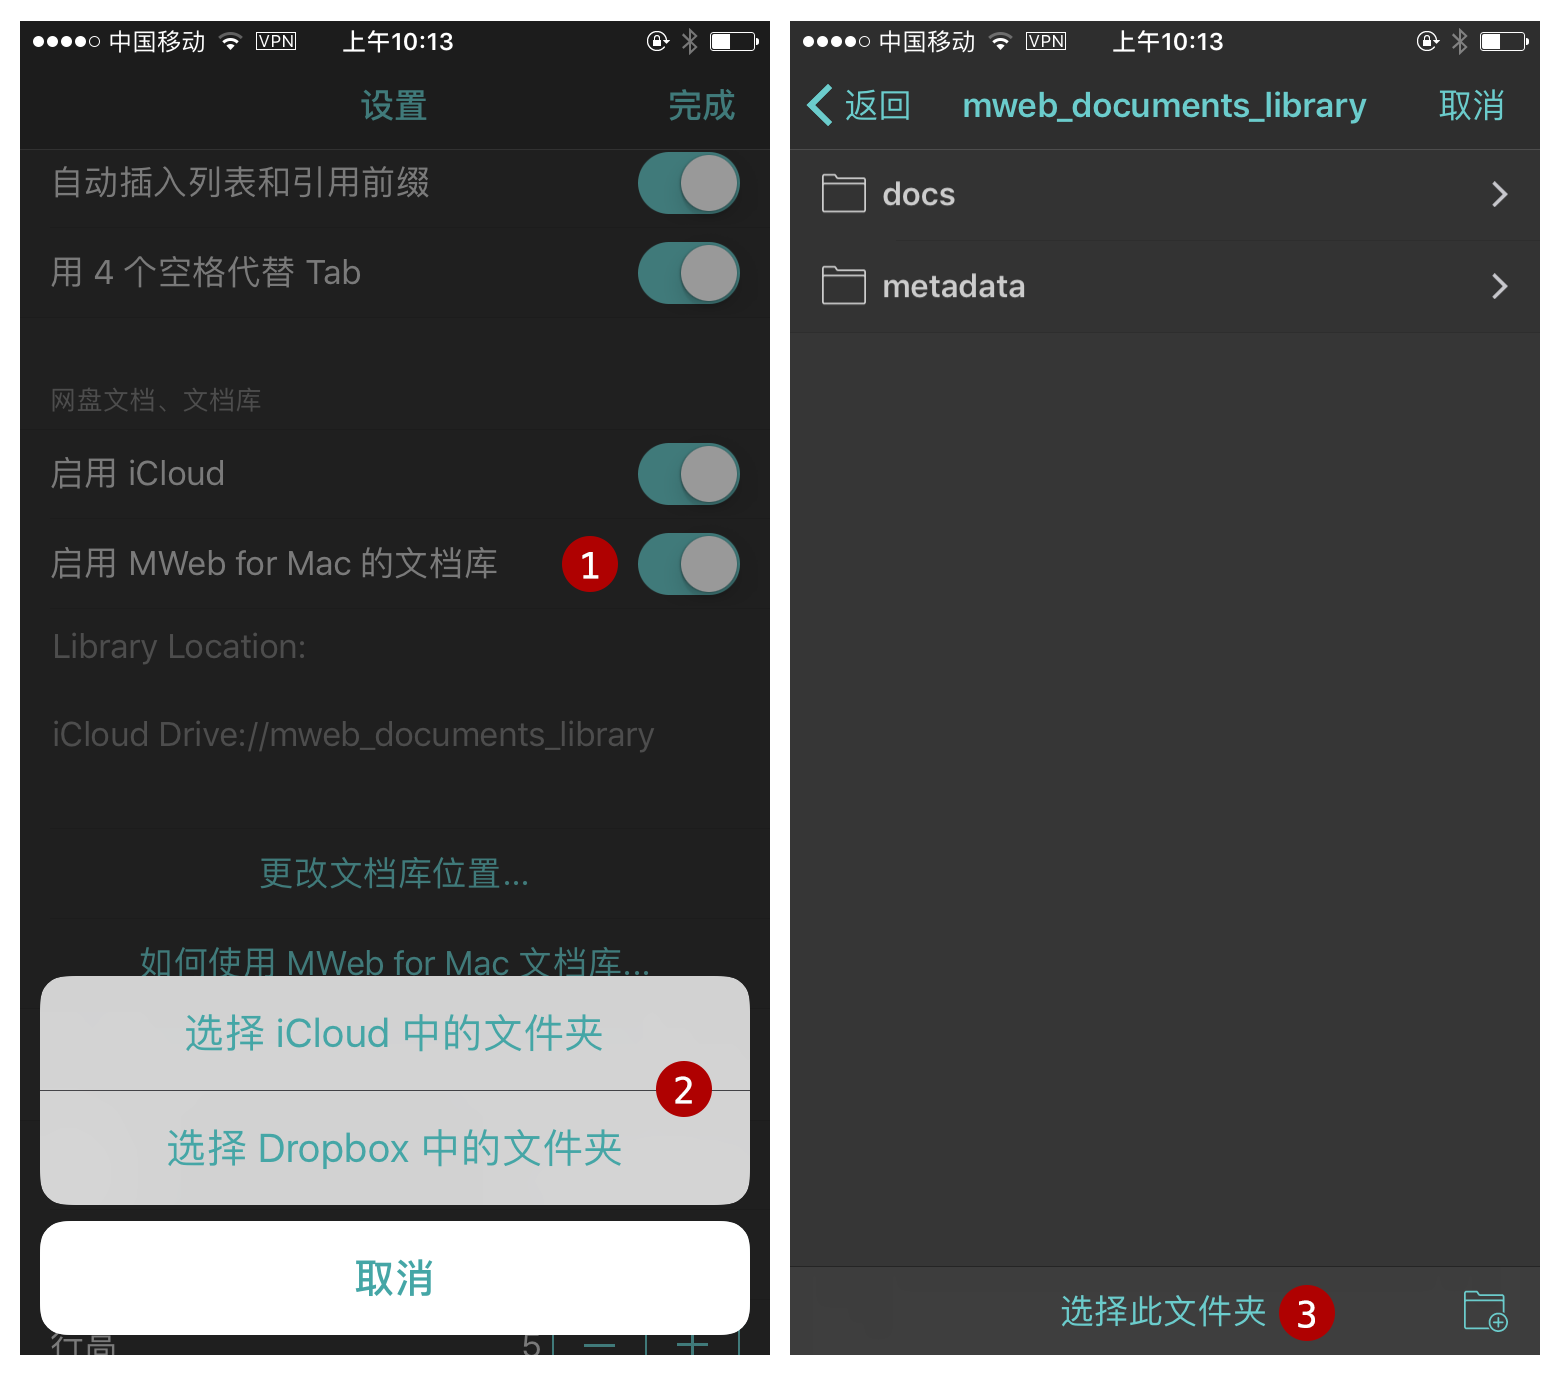 中国移动 VPN 上午10:13
设置 完成
自动插入列表和引用前缀
用 4 个空格代替 Tab
网盘文档、文档库
启用 iCloud
启用 MWeb for Mac 的文档库 1
Library Location:
iCloud Drive://mweb_documents_library
更改文档库位置...
如何使用 MWeb for Mac 文档库...
选择 iCloud 中的文件夹
2
选择 Dropbox 中的文件夹
取消
行高 5
中国移动 VPN 上午10:13
返回 mweb_documents_library 取消
docs
metadata
选择此文件夹 3